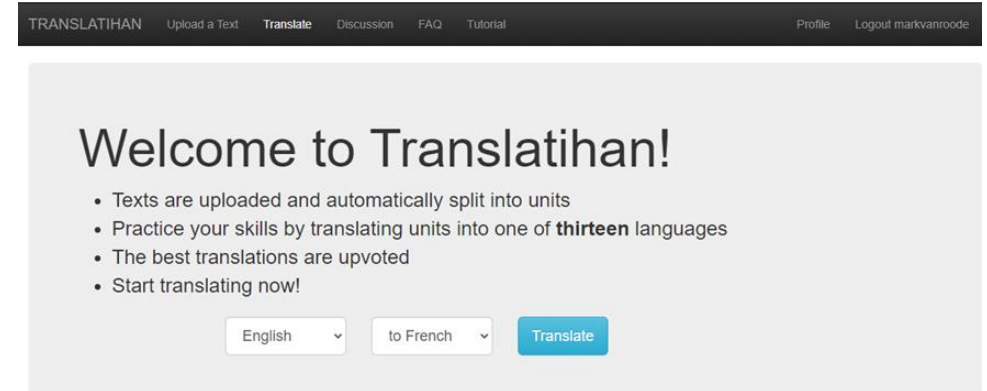 TRANSLATIHAN Upload a Text Translate Discussion FAQ Tutorial Profile Logout markvanroode
Welcome to Translatihan!
• Texts are uploaded and automatically split into units
• Practice your skills by translating units into one of thirteen languages
• The best translations are upvoted
• Start translating now!
English to French Translate